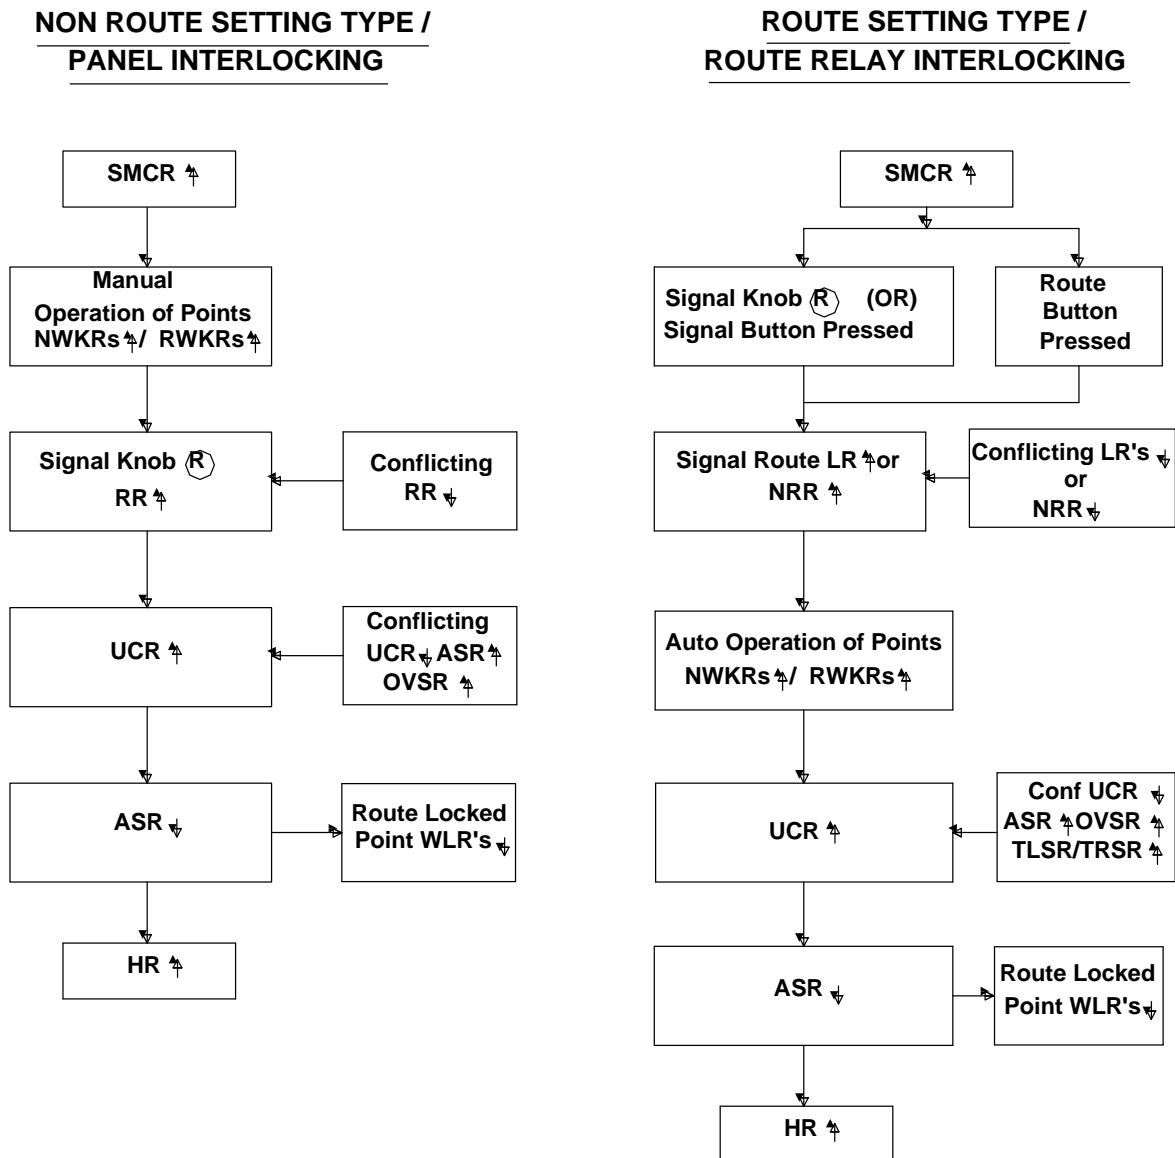 NON ROUTE SETTING TYPE /
PANEL INTERLOCKING
SMCR
Manual
Operation of Points
NWKRs / RWKRs
Signal Knob R
RR
Conflicting
RR
UCR
Conflicting
UCR ASR
OVSR
ASR
Route Locked
Point WLR's
HR
ROUTE SETTING TYPE /
ROUTE RELAY INTERLOCKING
SMCR
Signal Knob R (OR)
Signal Button Pressed
Route
Button
Pressed
Signal Route LR or
NRR
Conflicting LR's
or
NRR
Auto Operation of Points
NWKRs / RWKRs
UCR
Conf UCR
ASR OVSR
TLSR/TRSR
ASR
Route Locked
Point WLR's
HR